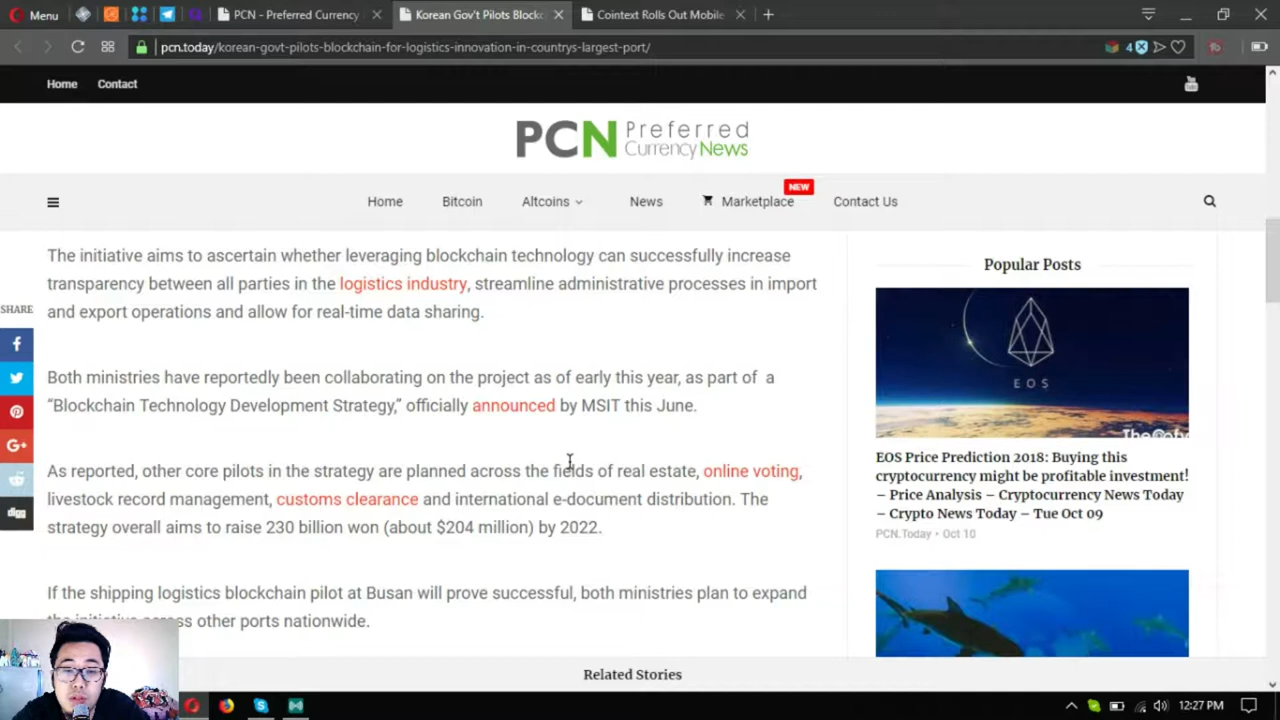 Menu
PCN - Preferred Currency
Korean Gov't Pilots Blockc
Cointext Rolls Out Mobile
pcn.today/korean-govt-pilots-blockchain-for-logistics-innovation-in-countrys-largest-port/
4
Home
Contact
You
PCN Preferred
Currency News
NEW
Home
Bitcoin
Altcoins
News
Marketplace
Contact Us
The initiative aims to ascertain whether leveraging blockchain technology can successfully increase
transparency between all parties in the logistics industry, streamline administrative processes in import
and export operations and allow for real-time data sharing.
SHARE
Both ministries have reportedly been collaborating on the project as of early this year, as part of a
“Blockchain Technology Development Strategy,” officially announced by MSIT this June.
As reported, other core pilots in the strategy are planned across the fields of real estate, online voting,
livestock record management, customs clearance and international e-document distribution. The
strategy overall aims to raise 230 billion won (about $204 million) by 2022.
If the shipping logistics blockchain pilot at Busan will prove successful, both ministries plan to expand
the initiative across other ports nationwide.
G+
digg
Popular Posts
EOS
EOS Price Prediction 2018: Buying this
cryptocurrency might be profitable investment!
– Price Analysis – Cryptocurrency News Today
– Crypto News Today – Tue Oct 09
PCN.Today • Oct 10
Related Stories
12:27 PM